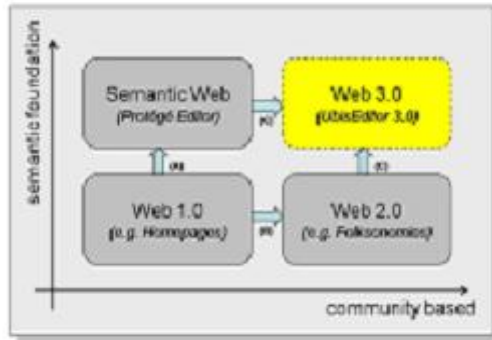 semantic foundation
Semantic Web
(Protégé Editor)
Web 3.0
(UbisEditor 3.0)
Web 1.0
(e.g. Homepages)
Web 2.0
(e.g. Folksonomies)
community based